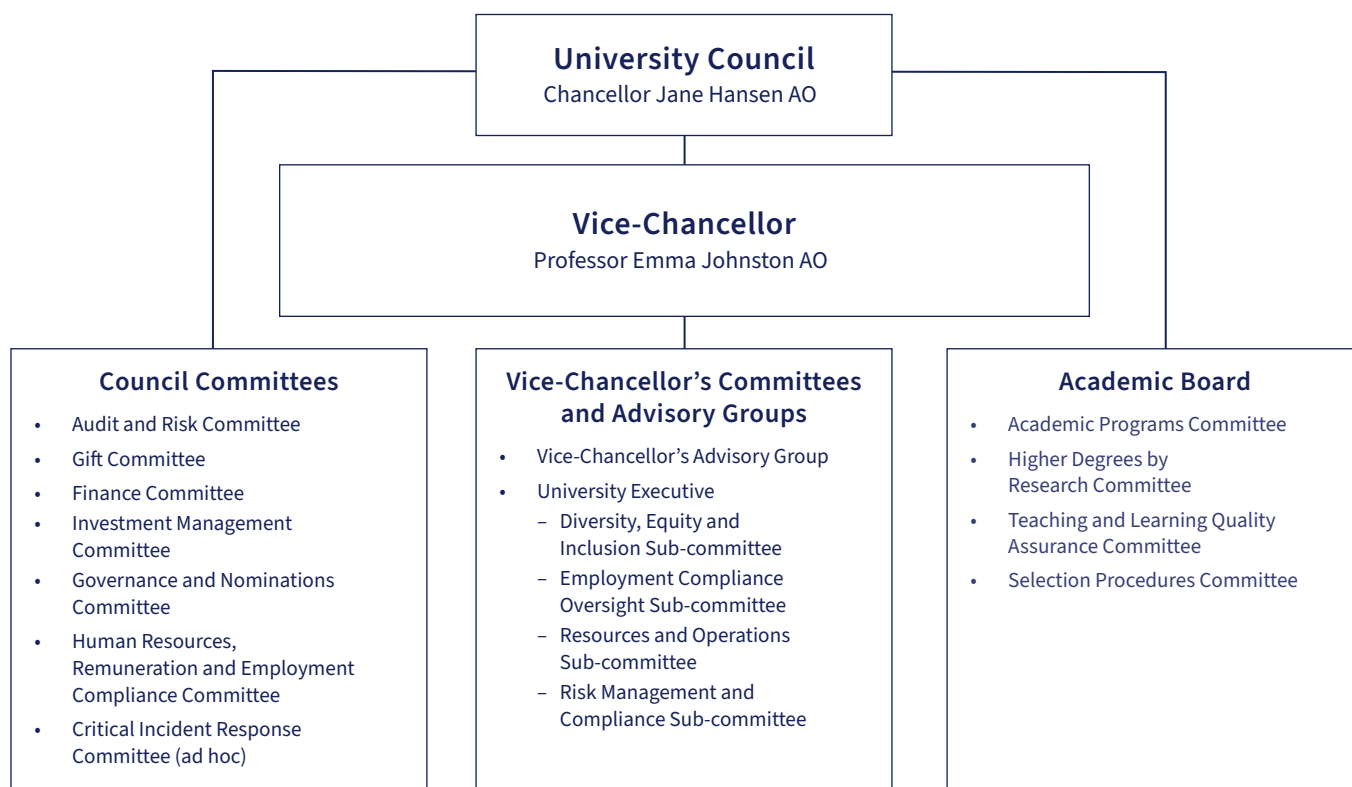 University Council
Chancellor Jane Hansen AO
Vice-Chancellor
Professor Emma Johnston AO
Council Committees
• Audit and Risk Committee
• Gift Committee
• Finance Committee
• Investment Management
Committee
• Governance and Nominations
Committee
• Human Resources,
Remuneration and Employment
Compliance Committee
• Critical Incident Response
Committee (ad hoc)
Vice-Chancellor’s Committees
and Advisory Groups
• Vice-Chancellor’s Advisory Group
• University Executive
– Diversity, Equity and
Inclusion Sub-committee
– Employment Compliance
Oversight Sub-committee
– Resources and Operations
Sub-committee
– Risk Management and
Compliance Sub-committee
Academic Board
• Academic Programs Committee
• Higher Degrees by
Research Committee
• Teaching and Learning Quality
Assurance Committee
• Selection Procedures Committee